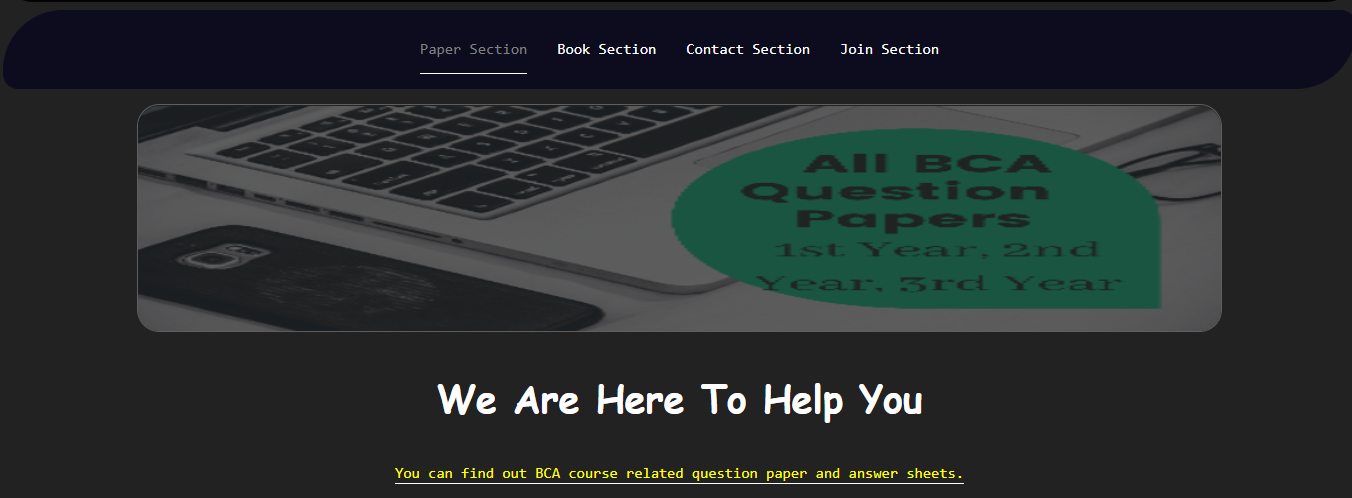 Paper Section Book Section Contact Section Join Section
All BCA
Question
Papers
1st Year, 2nd
Year, 3rd Year
We Are Here To Help You
You can find out BCA course related question paper and answer sheets.